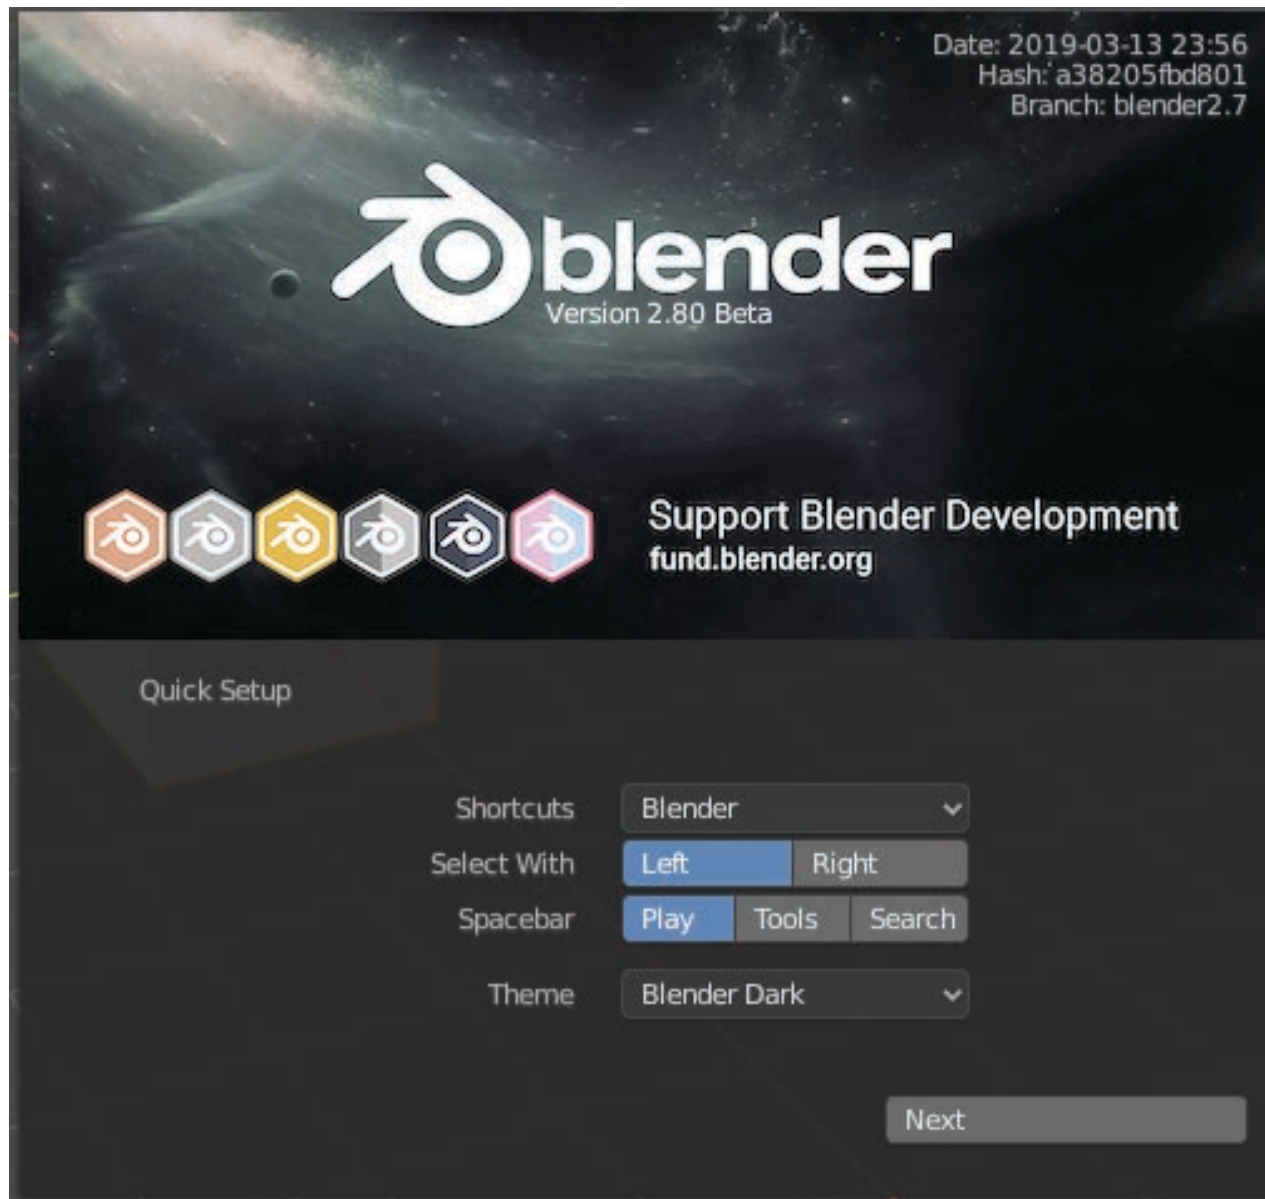 Date: 2019-03-13 23:56
Hash: a38205fbd801
Branch: blender2.7
blender
Version 2.80 Beta
Support Blender Development
fund.blender.org
Quick Setup
Shortcuts Blender
Select With Left Right
Spacebar Play Tools Search
Theme Blender Dark
Next